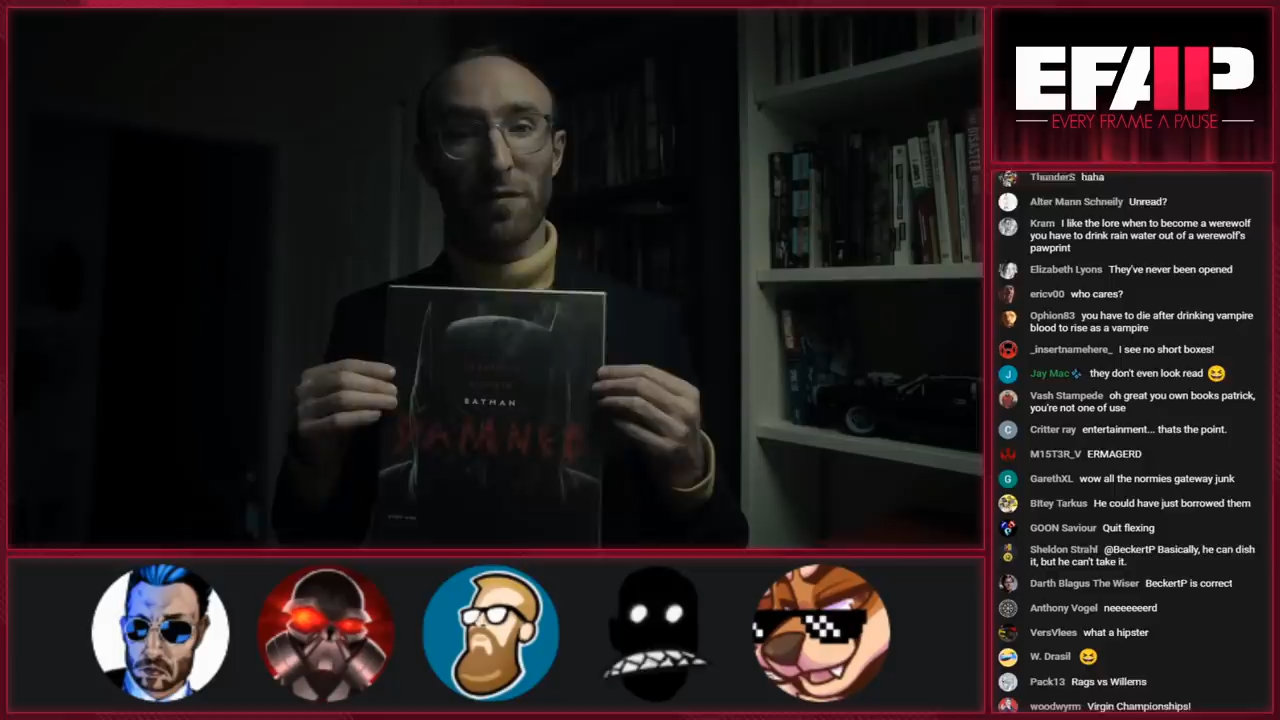 BATMAN
DAMNED
DISASTER
EFAP
EVERY FRAME A PAUSE
ThunderS haha
Alter Mann Schneily Unread?
Kram I like the lore when to become a werewolf
you have to drink rain water out of a werewolf's
pawprint
Elizabeth Lyons They've never been opened
ericv00 who cares?
Ophion83 you have to die after drinking vampire
blood to rise as a vampire
_insertnamehere_ I see no short boxes!
J Jay Mac they don't even look read 😆
Vash Stampede oh great you own books patrick,
you're not one of use
C Critter ray entertainment... thats the point.
M15T3R_V ERMAGERD
G GarethXL wow all the normies gateway junk
BItey Tarkus He could have just borrowed them
GOON Saviour Quit flexing
Sheldon Strahl @BeckertP Basically, he can dish
it, but he can't take it.
Darth Blagus The Wiser BeckertP is correct
Anthony Vogel neeeeeeerd
VersVlees what a hipster
W. Drasil 😆
Pack13 Rags vs Willems
woodwyrm Virgin Championships!